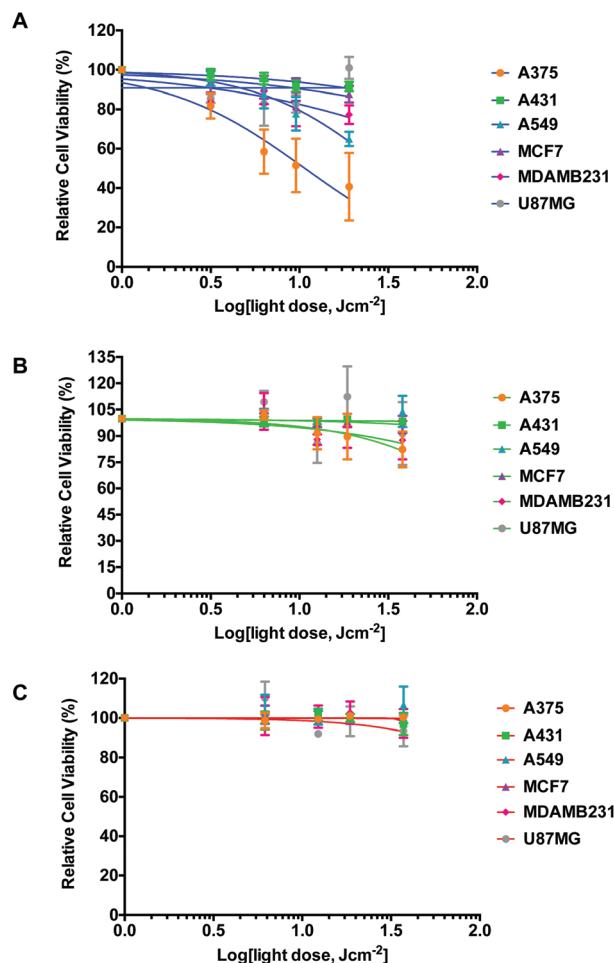 A
Relative Cell Viability (%)
120
100
80
60
40
20
0
0.0
0.5
1.0
1.5
2.0
Log[light dose, Jcm⁻²]
A375
A431
A549
MCF7
MDAMB231
U87MG
B
Relative Cell Viability (%)
135
120
105
90
75
60
45
30
15
0
0.0
0.5
1.0
1.5
2.0
Log[light dose, Jcm⁻²]
A375
A431
A549
MCF7
MDAMB231
U87MG
C
Relative Cell Viability (%)
120
100
80
60
40
20
0
0.0
0.5
1.0
1.5
2.0
Log[light dose, Jcm⁻²]
A375
A431
A549
MCF7
MDAMB231
U87MG